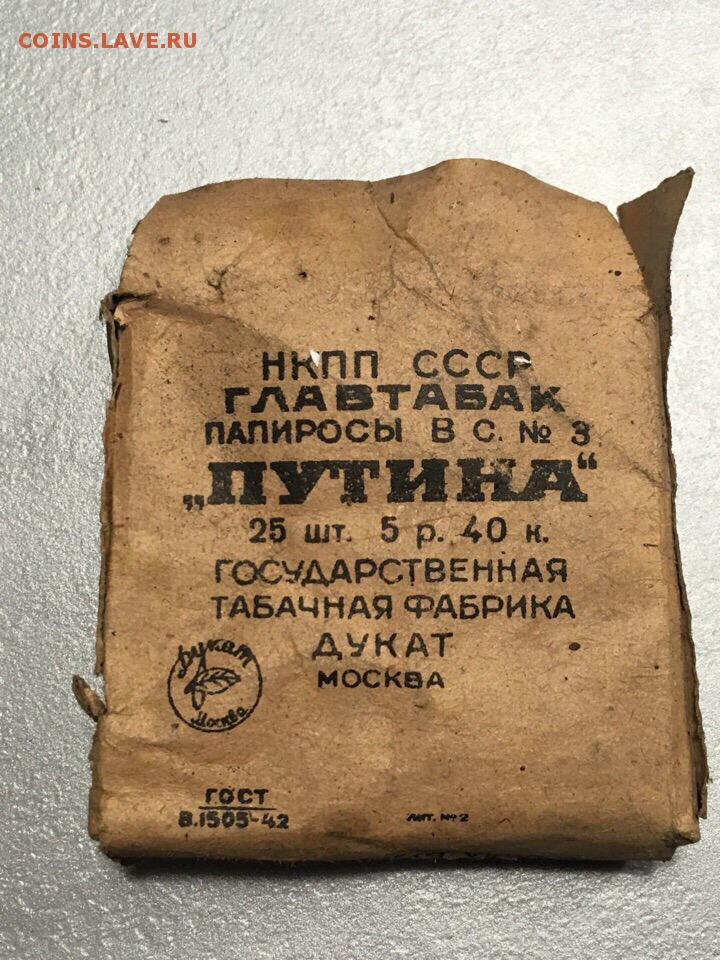 COINS.LAVE.RU
НКПП СССР
ГЛАВТАБАК
ПАПИРОСЫ В С. № 3
„ПУТИНА“
25 шт. 5 р. 40 к.
ГОСУДАРСТВЕННАЯ
ТАБАЧНАЯ ФАБРИКА
ДУКАТ
МОСКВА
Дукат
Москва
ГОСТ
В.1505-42
ЛИТ. №2